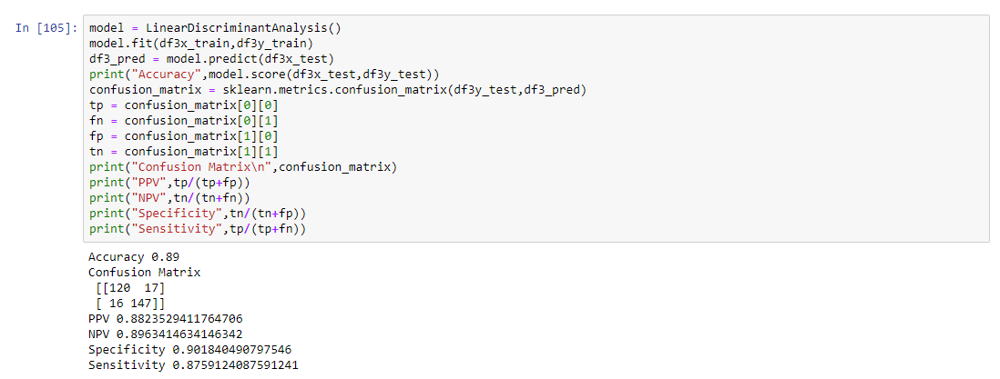 In [105]: model = LinearDiscriminantAnalysis()
model.fit(df3x_train,df3y_train)
df3_pred = model.predict(df3x_test)
print("Accuracy",model.score(df3x_test,df3y_test))
confusion_matrix = sklearn.metrics.confusion_matrix(df3y_test,df3_pred)
tp = confusion_matrix[0][0]
fn = confusion_matrix[0][1]
fp = confusion_matrix[1][0]
tn = confusion_matrix[1][1]
print("Confusion Matrix\n",confusion_matrix)
print("PPV",tp/(tp+fp))
print("NPV",tn/(tn+fn))
print("Specificity",tn/(tn+fp))
print("Sensitivity",tp/(tp+fn))
Accuracy 0.89
Confusion Matrix
[[120  17]
[ 16 147]]
PPV 0.8823529411764706
NPV 0.8963414634146342
Specificity 0.901840490797546
Sensitivity 0.8759124087591241